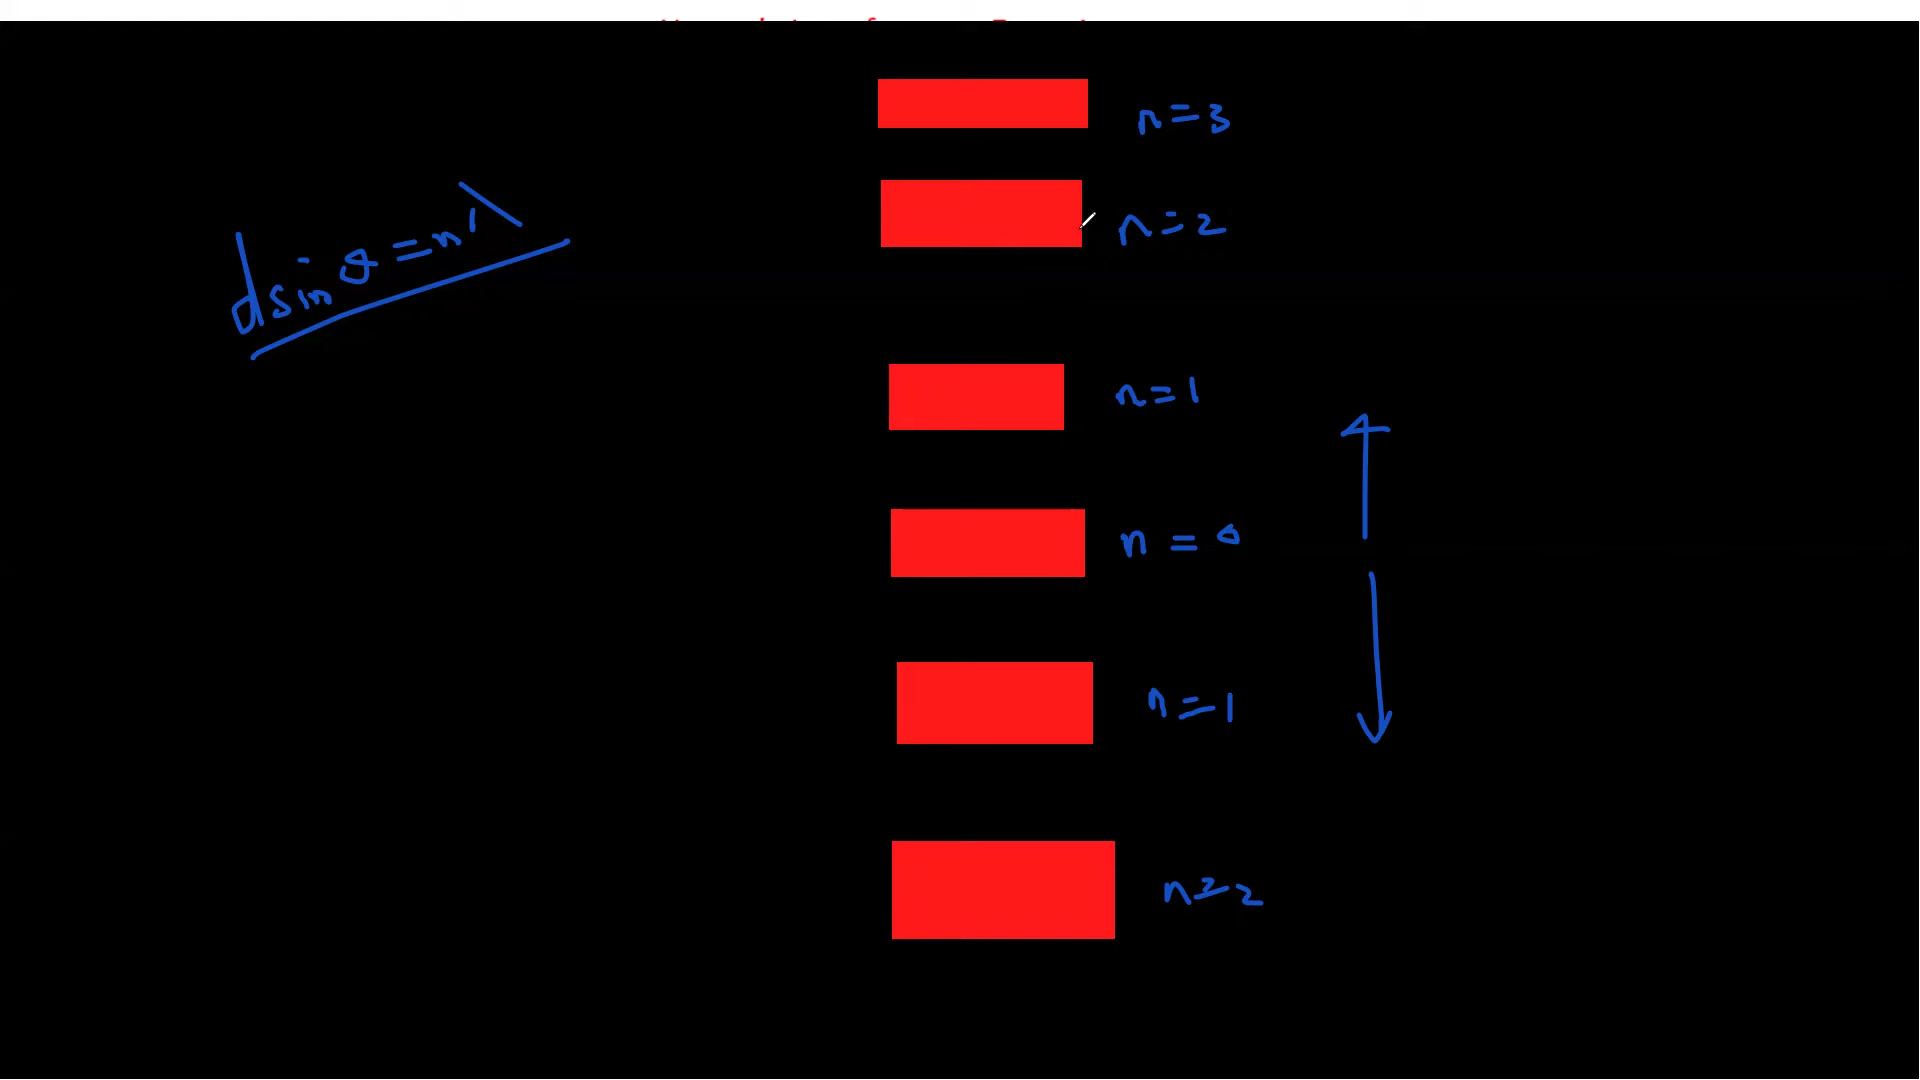 n=3
n=2
dsinθ=nλ
n=1
n=0
n=1
n=2